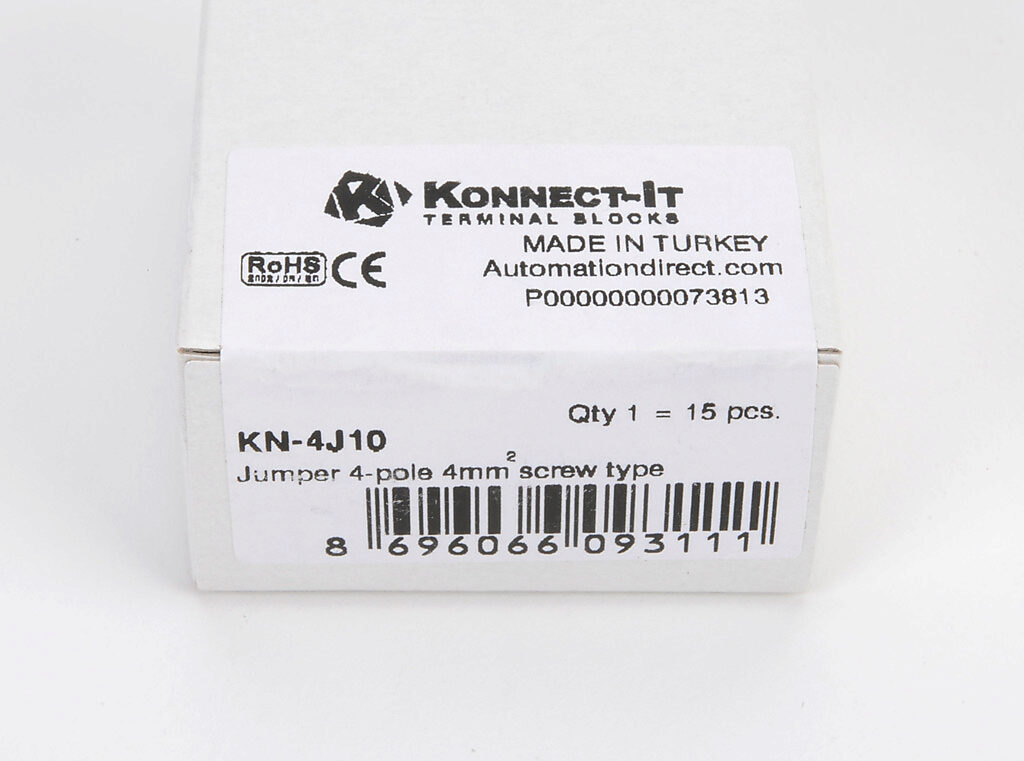 KONNECT-IT
TERMINAL BLOCKS
MADE IN TURKEY
RoHS
CE
Automationdirect.com
P00000000073813
Qty 1 = 15 pcs.
KN-4J10
Jumper 4-pole 4mm² screw type
8 696066 093111